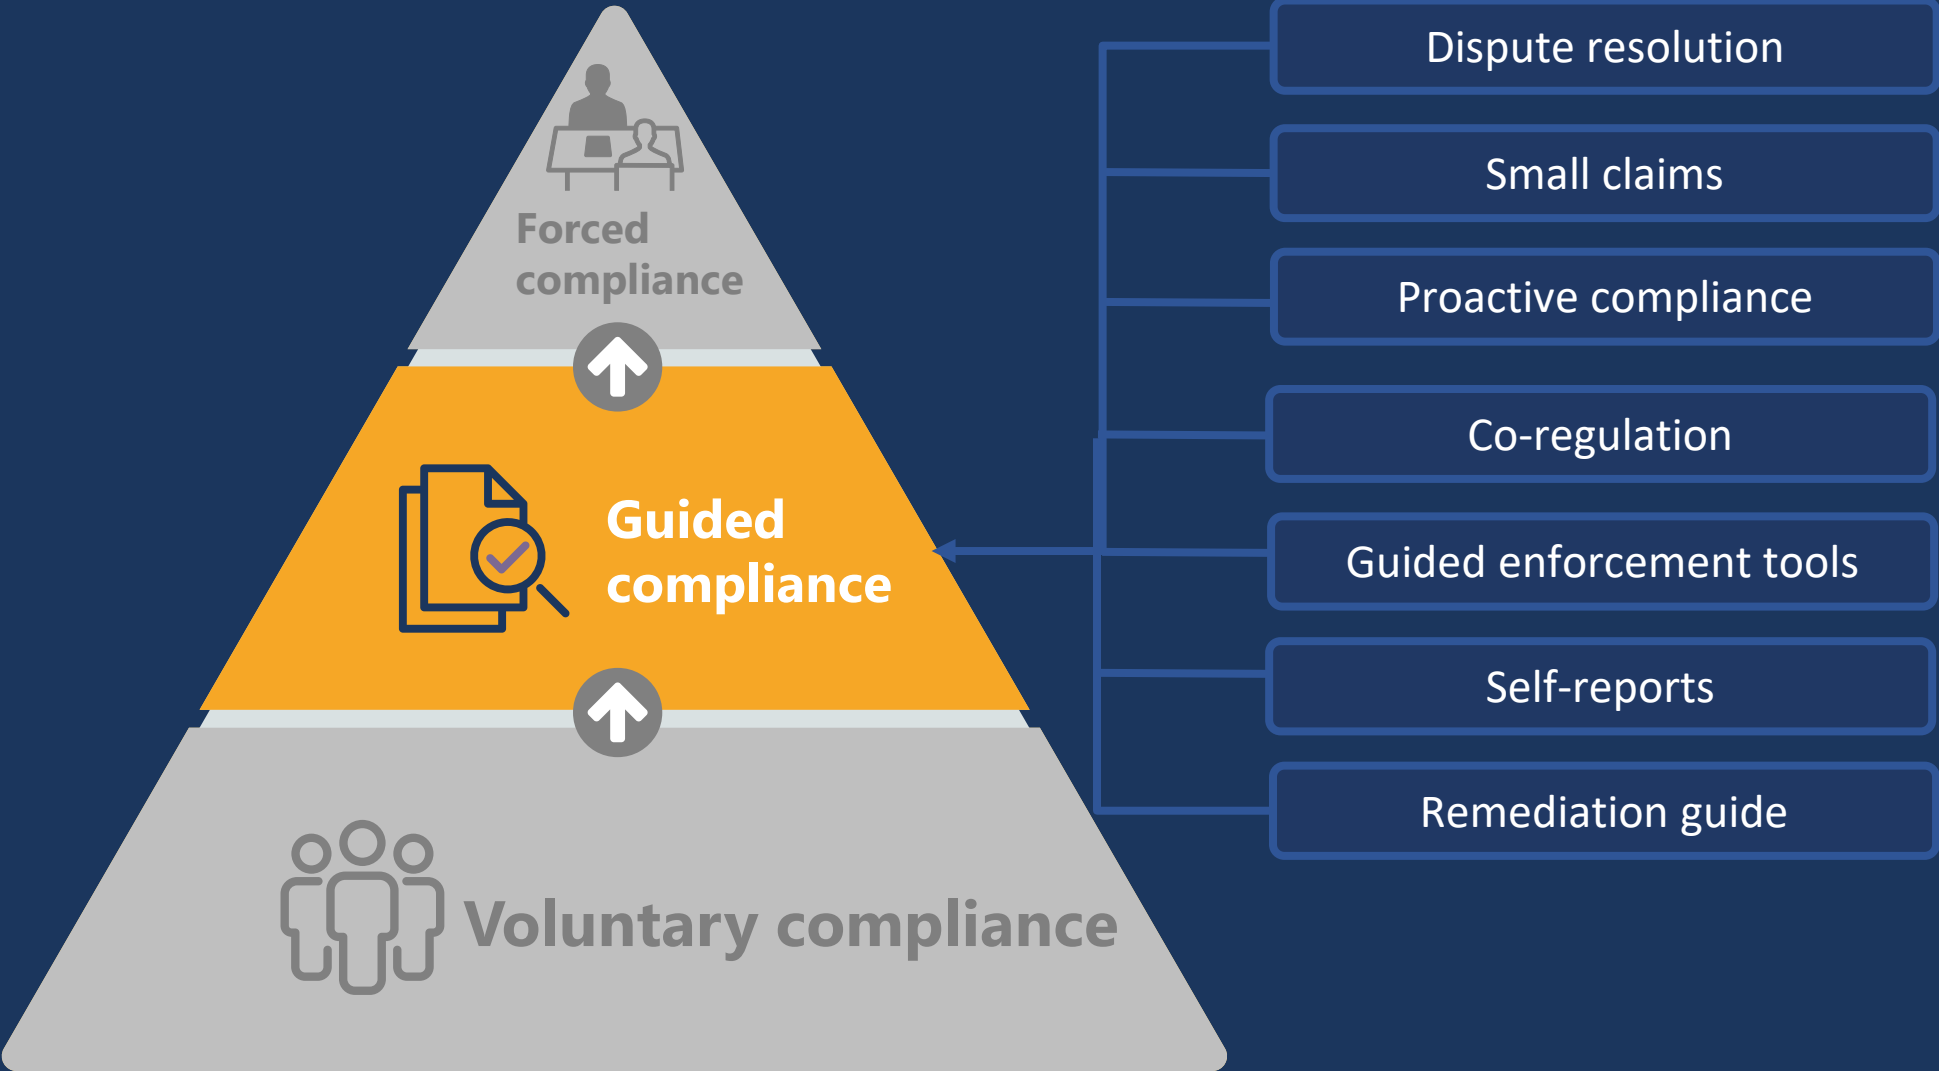 Forced
compliance
Guided
compliance
Voluntary compliance
Dispute resolution
Small claims
Proactive compliance
Co-regulation
Guided enforcement tools
Self-reports
Remediation guide